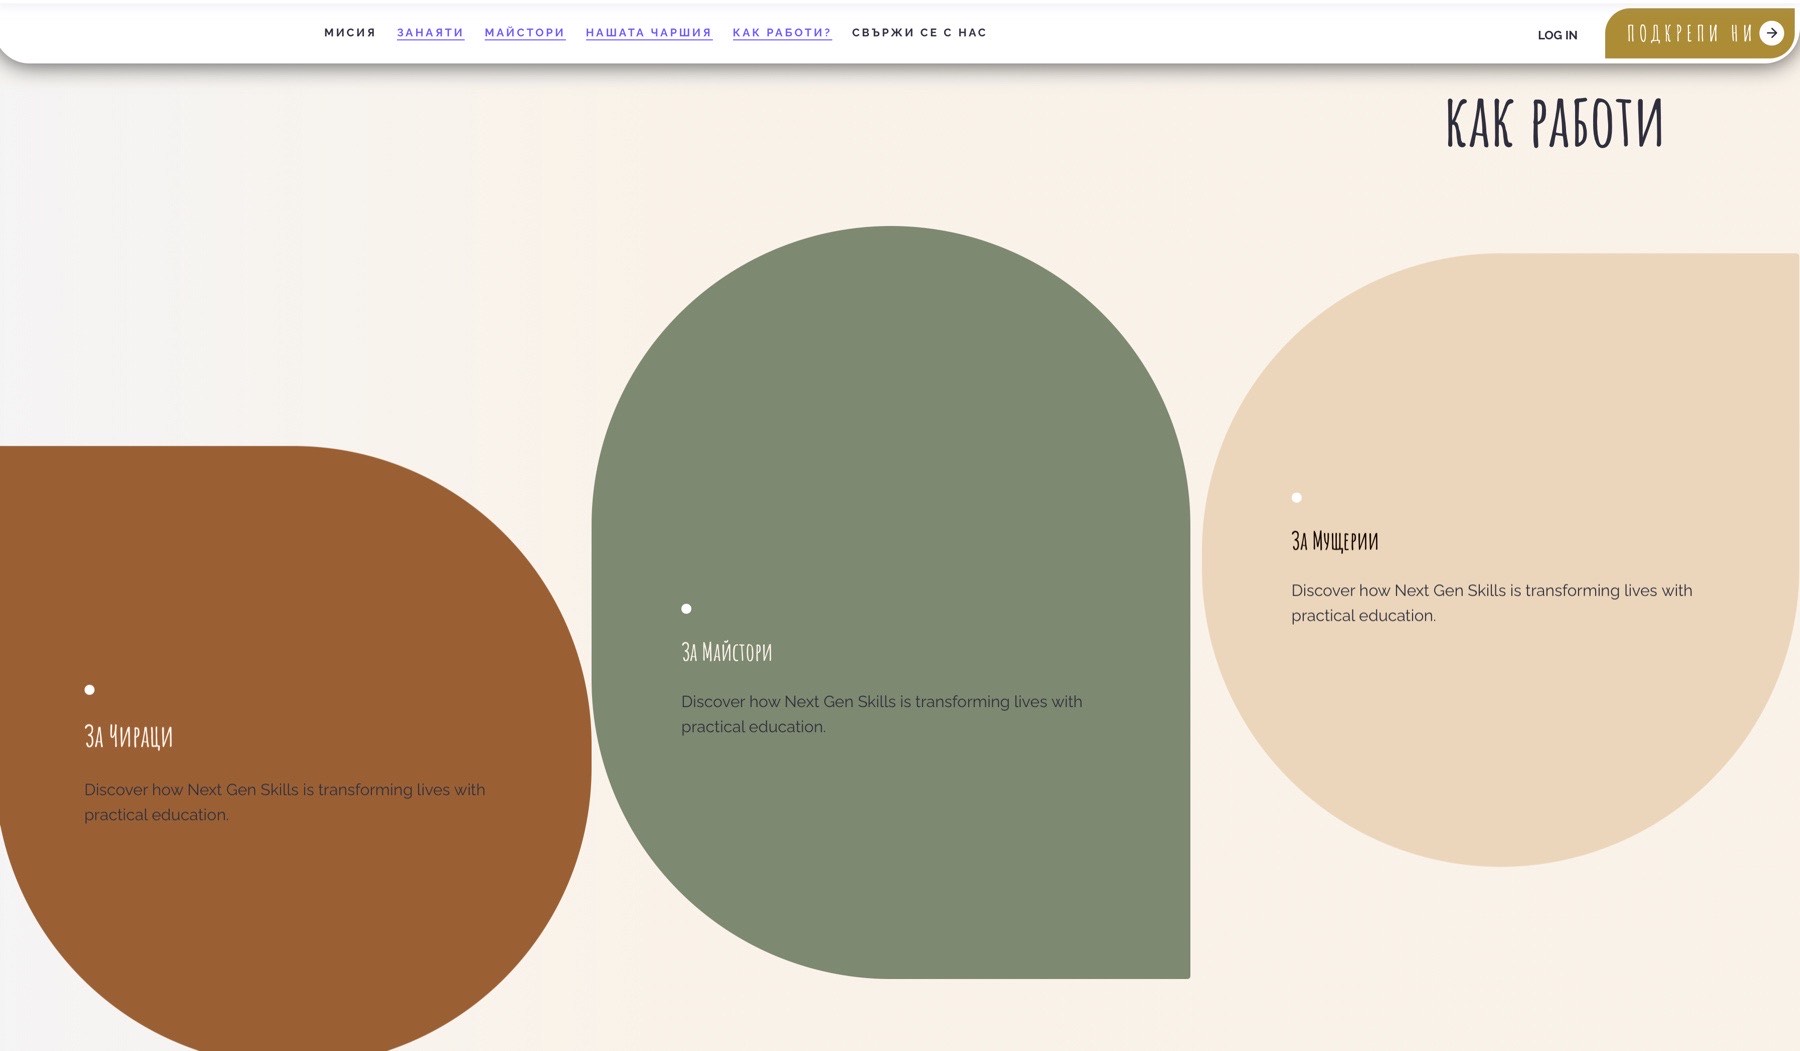 МИСИЯ ЗАНАЯТИ МАЙСТОРИ НАШАТА ЧАРШИЯ КАК РАБОТИ? СВЪРЖИ СЕ С НАС LOG IN ПОДКРЕПИ НИ
КАК РАБОТИ
За Чираци
Discover how Next Gen Skills is transforming lives with
practical education.
За Майстори
Discover how Next Gen Skills is transforming lives with
practical education.
За Мущерии
Discover how Next Gen Skills is transforming lives with
practical education.